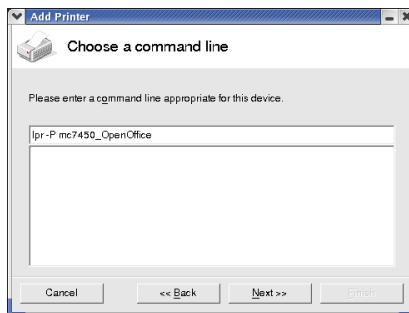 Add Printer
Choose a command line
Please enter a command line appropriate for this device.
lpr -P mc7450_OpenOffice
Cancel
<< Back
Next >>
Finish